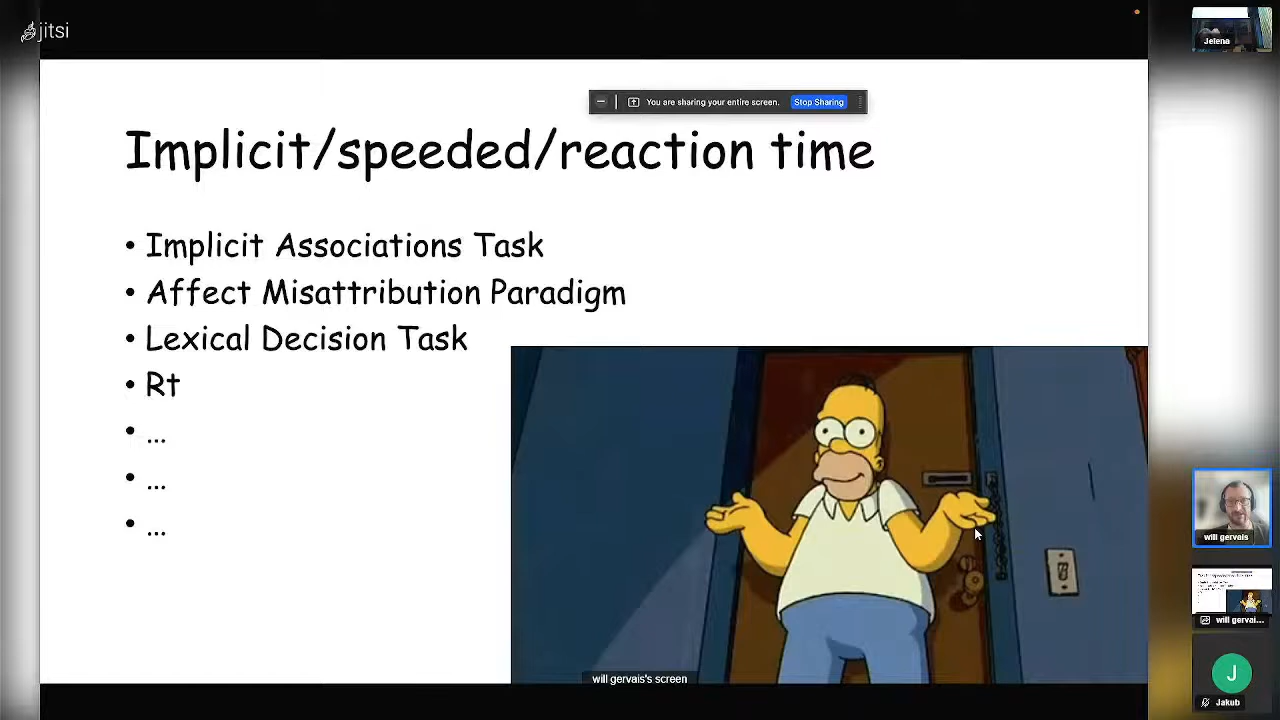 jitsi
You are sharing your entire screen.
Stop Sharing
Implicit/speeded/reaction time
• Implicit Associations Task
• Affect Misattribution Paradigm
• Lexical Decision Task
• Rt
• ...
• ...
• ...
will gervais's screen
Jelena
will gervais
will gervai...
J
Jakub